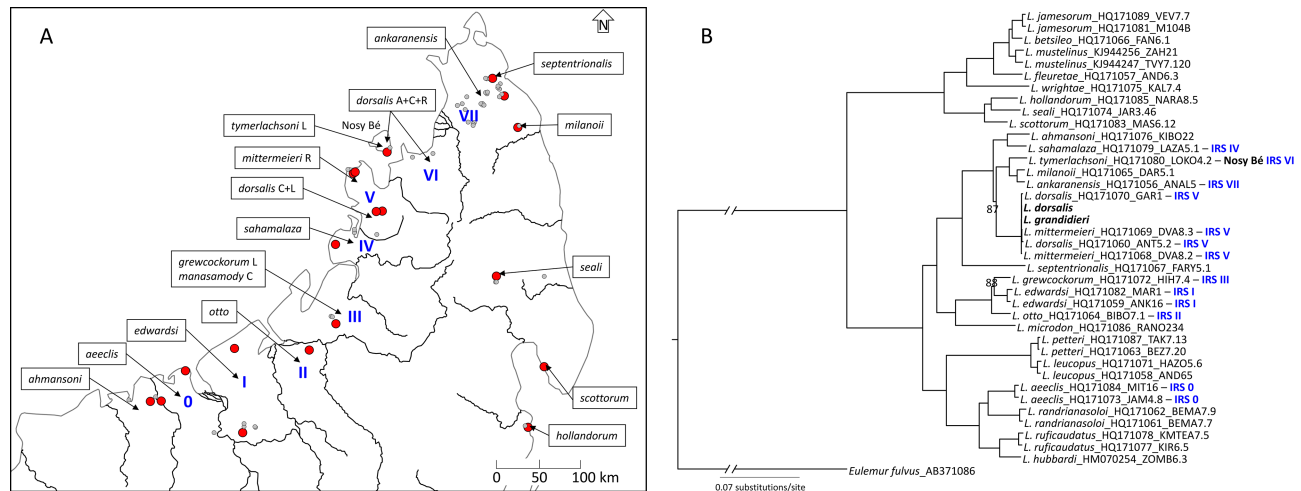 A
N
ankaranensis
septentrionalis
dorsalis A+C+R
VII
tymerlachsoni L
Nosy Bé
milanoii
mittermeieri R
VI
dorsalis C+L
V
sahamalaza
IV
grewcockorum L
manasamody C
seali
otto
III
edwardsi
aeeclis
II
ahmansoni
I
0
scottorum
hollandorum
0 50 100 km
B
L. jamesorum_HQ171089_VEV7.7
L. jamesorum_HQ171081_M104B
L. betsileo_HQ171066_FAN6.1
L. mustelinus_KJ944256_ZAH21
L. mustelinus_KJ944247_TVY7.120
L. fleuretae_HQ171057_AND6.3
L. wrightae_HQ171075_KAL7.4
L. hollandorum_HQ171085_NARA8.5
L. seali_HQ171074_JAR3.46
L. scottorum_HQ171083_MAS6.12
L. ahmansoni_HQ171076_KIBO22
L. sahamalaza_HQ171079_LAZA5.1 – IRS IV
L. tymerlachsoni_HQ171080_LOKO4.2 – Nosy Bé IRS VI
L. milanoii_HQ171065_DAR5.1
L. ankaranensis_HQ171056_ANAL5 – IRS VII
L. dorsalis_HQ171070_GAR1 – IRS V
87
L. dorsalis
L. grandidieri
L. mittermeieri_HQ171069_DVA8.3 – IRS V
L. dorsalis_HQ171060_ANT5.2 – IRS V
L. mittermeieri_HQ171068_DVA8.2 – IRS V
L. septentrionalis_HQ171067_FARY5.1
88
L. grewcockorum_HQ171072_HIH7.4 – IRS III
L. edwardsi_HQ171082_MAR1 – IRS I
L. edwardsi_HQ171059_ANK16 – IRS I
L. otto_HQ171064_BIBO7.1 – IRS II
L. microdon_HQ171086_RANO234
L. petteri_HQ171087_TAK7.13
L. petteri_HQ171063_BEZ7.20
L. leucopus_HQ171071_HAZO5.6
L. leucopus_HQ171058_AND65
L. aeeclis_HQ171084_MIT16 – IRS 0
L. aeeclis_HQ171073_JAM4.8 – IRS 0
L. randrianasoloi_HQ171062_BEMA7.9
L. randrianasoloi_HQ171061_BEMA7.7
L. ruficaudatus_HQ171078_KMTEA7.5
L. ruficaudatus_HQ171077_KIR6.5
L. hubbardi_HM070254_ZOMB6.3
Eulemur fulvus_AB371086
0.07 substitutions/site